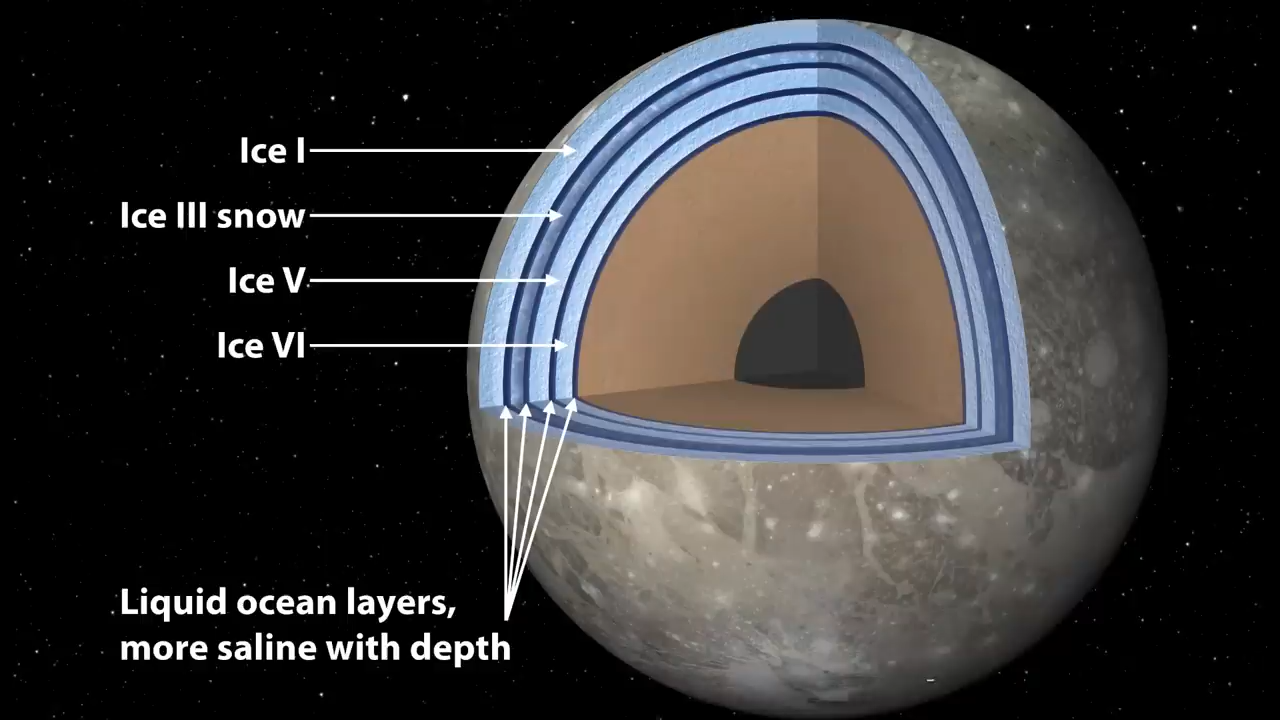 Ice I
Ice III snow
Ice V
Ice VI
Liquid ocean layers,
more saline with depth